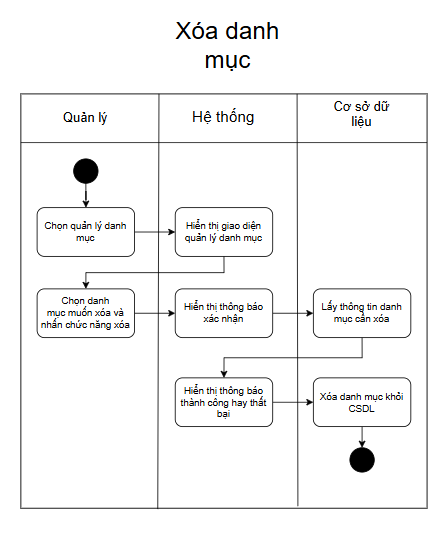 Xóa danh
mục
Quản lý
Hệ thống
Cơ sở dữ
liệu
Chọn quản lý danh
mục
Hiển thị giao diện
quản lý danh mục
Chọn danh
mục muốn xóa và
nhấn chức năng xóa
Hiển thị thông báo
xác nhận
Lấy thông tin danh
mục cần xóa
Hiển thị thông báo
thành công hay thất
bại
Xóa danh mục khỏi
CSDL